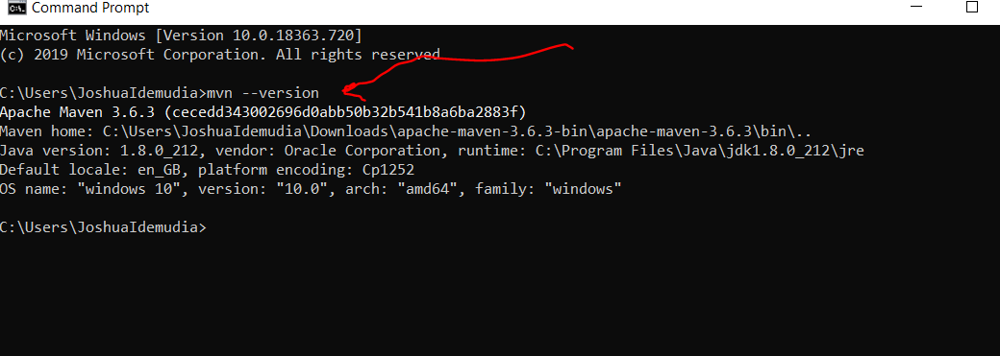 Command Prompt
Microsoft Windows [Version 10.0.18363.720]
(c) 2019 Microsoft Corporation. All rights reserved
C:\Users\JoshuaIdemudia>mvn --version
Apache Maven 3.6.3 (cecedd343002696d0abb50b32b541b8a6ba2883f)
Maven home: C:\Users\JoshuaIdemudia\Downloads\apache-maven-3.6.3-bin\apache-maven-3.6.3\bin\..
Java version: 1.8.0_212, vendor: Oracle Corporation, runtime: C:\Program Files\Java\jdk1.8.0_212\jre
Default locale: en_GB, platform encoding: Cp1252
OS name: "windows 10", version: "10.0", arch: "amd64", family: "windows"
C:\Users\JoshuaIdemudia>